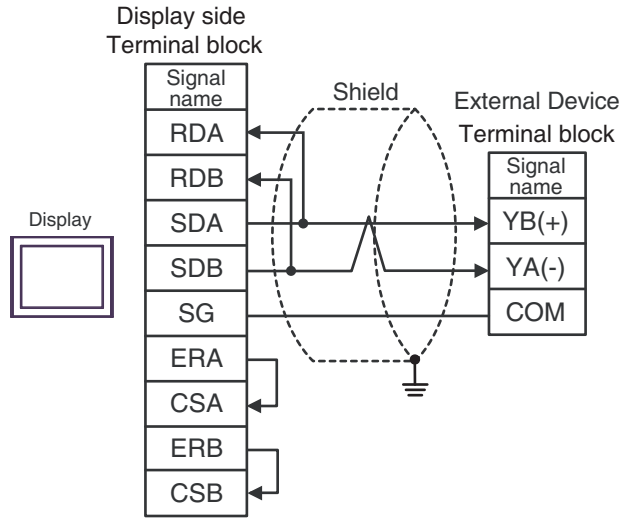 Display side
Terminal block
Signal
name
RDA
RDB
SDA
SDB
SG
ERA
CSA
ERB
CSB
Display
Shield
External Device
Terminal block
Signal
name
YB(+)
YA(-)
COM